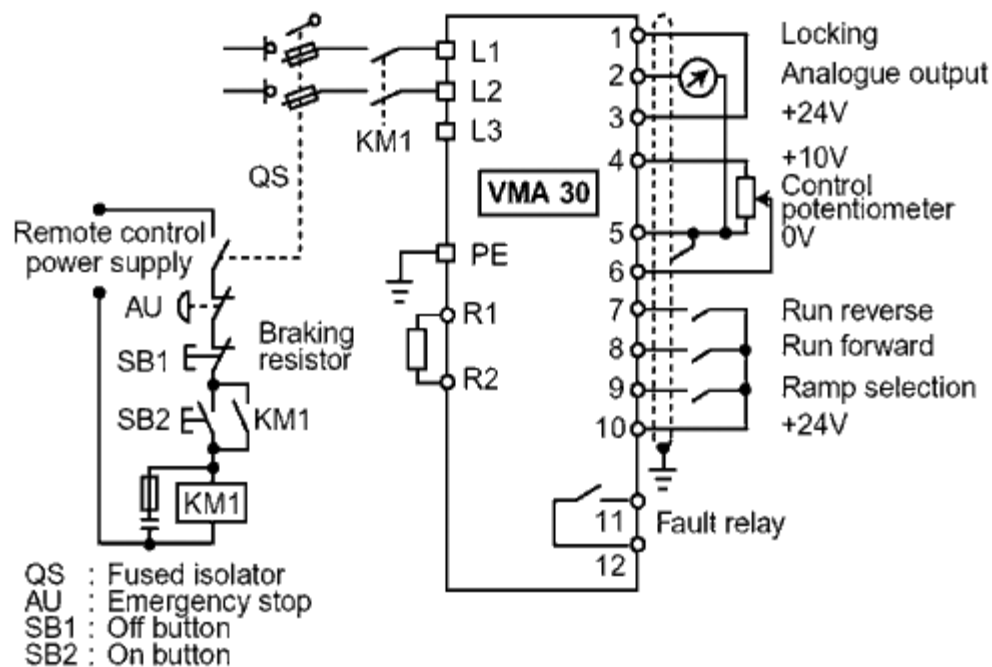 L1
L2
L3
KM1
QS
VMA 30
PE
R1
R2
Braking
resistor
Remote control
power supply
AU
SB1
SB2
KM1
KM1
1
2
3
4
5
6
7
8
9
10
11
12
Locking
Analogue output
+24V
+10V
Control
potentiometer
0V
Run reverse
Run forward
Ramp selection
+24V
Fault relay
QS : Fused isolator
AU : Emergency stop
SB1 : Off button
SB2 : On button